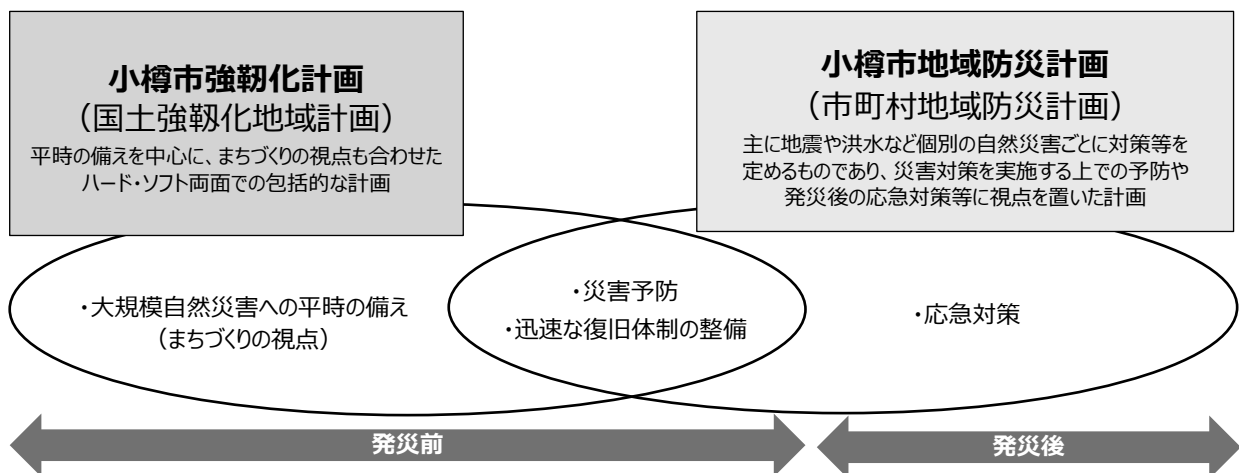 小樽市強靱化計画
（国土強靱化地域計画）
平時の備えを中心に、まちづくりの視点も合わせた
ハード・ソフト両面での包括的な計画
小樽市地域防災計画
（市町村地域防災計画）
主に地震や洪水など個別の自然災害ごとに対策等を
定めるものであり、災害対策を実施する上での予防や
発災後の応急対策等に視点を置いた計画
・大規模自然災害への平時の備え
（まちづくりの視点）
・災害予防
・迅速な復旧体制の整備
・応急対策
発災前
発災後